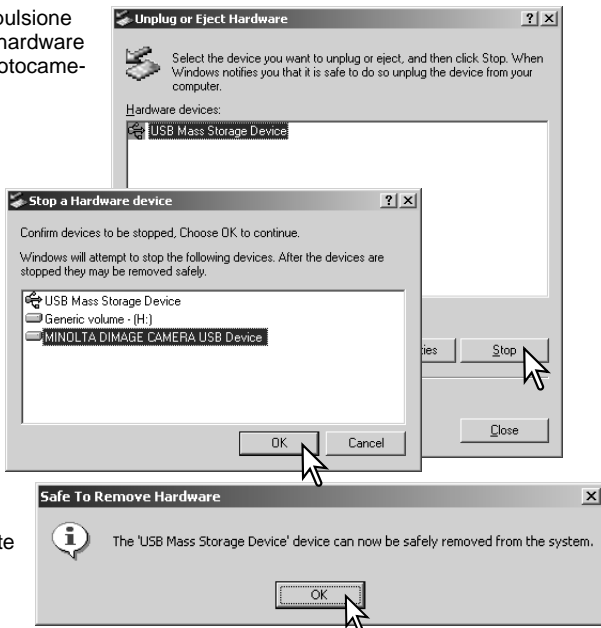 pulsione
hardware
otocame-
Unplug or Eject Hardware
Select the device you want to unplug or eject, and then click Stop. When
Windows notifies you that it is safe to do so unplug the device from your
computer.
Hardware devices:
USB Mass Storage Device
Stop a Hardware device
Confirm devices to be stopped, Choose OK to continue.
Windows will attempt to stop the following devices. After the devices are
stopped they may be removed safely.
USB Mass Storage Device
Generic volume - (H:)
MINOLTA DIMAGE CAMERA USB Device
OK Cancel
ties Stop
Close
te
Safe To Remove Hardware
The 'USB Mass Storage Device' device can now be safely removed from the system.
OK